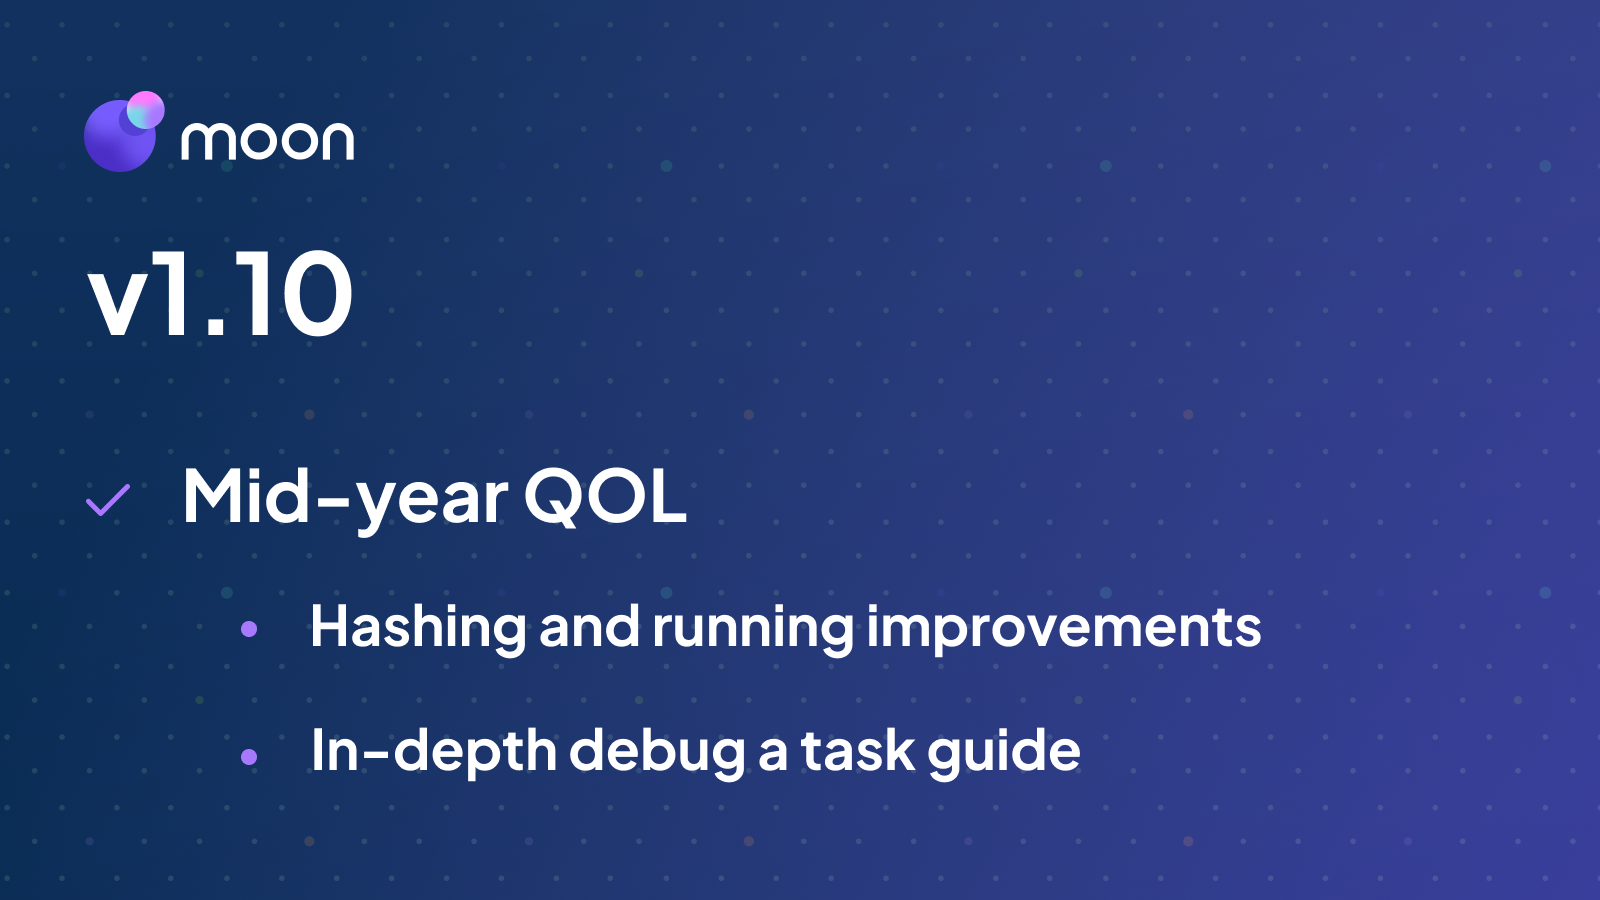 moon
v1.10
Mid-year QOL
Hashing and running improvements
In-depth debug a task guide